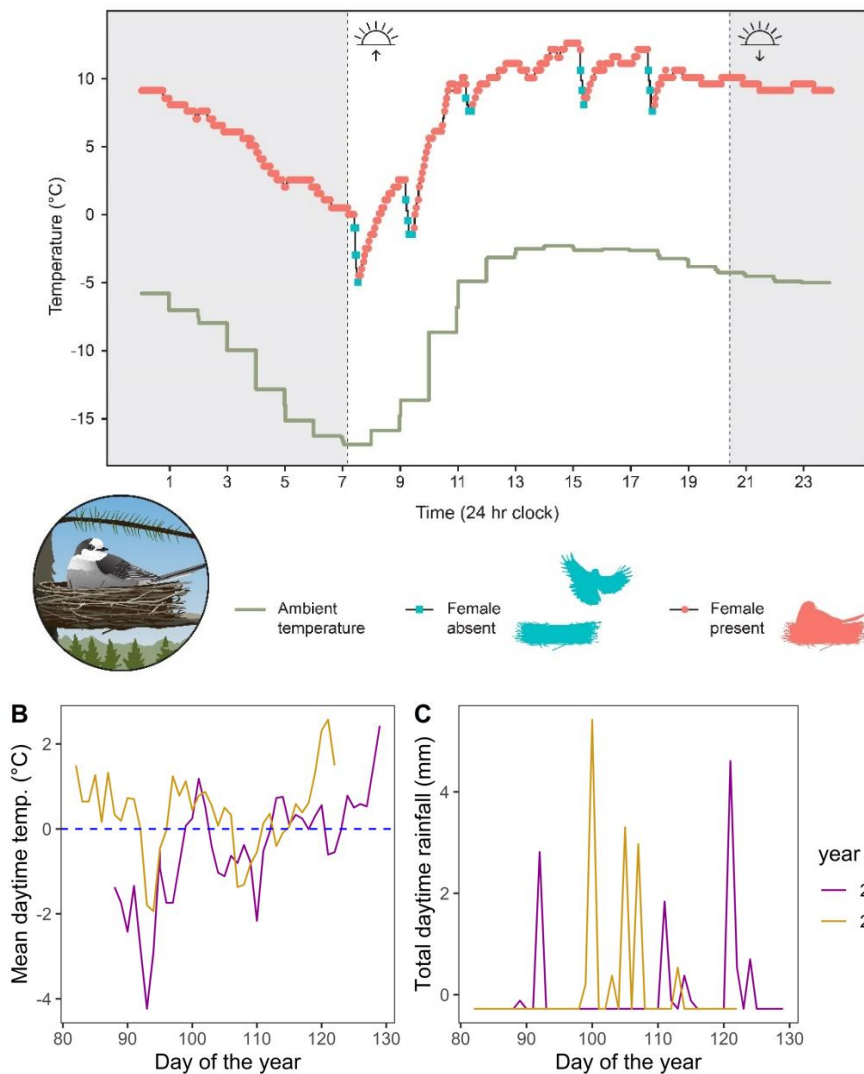 10
5
0
-5
-10
-15
Temperature (°C)
1 3 5 7 9 11 13 15 17 19 21 23
Time (24 hr clock)
Ambient
temperature
Female
absent
Female
present
B
2
0
-2
-4
Mean daytime temp. (°C)
80 90 100 110 120 130
Day of the year
C
4
2
0
Total daytime rainfall (mm)
80 90 100 110 120 130
Day of the year
year
2
2